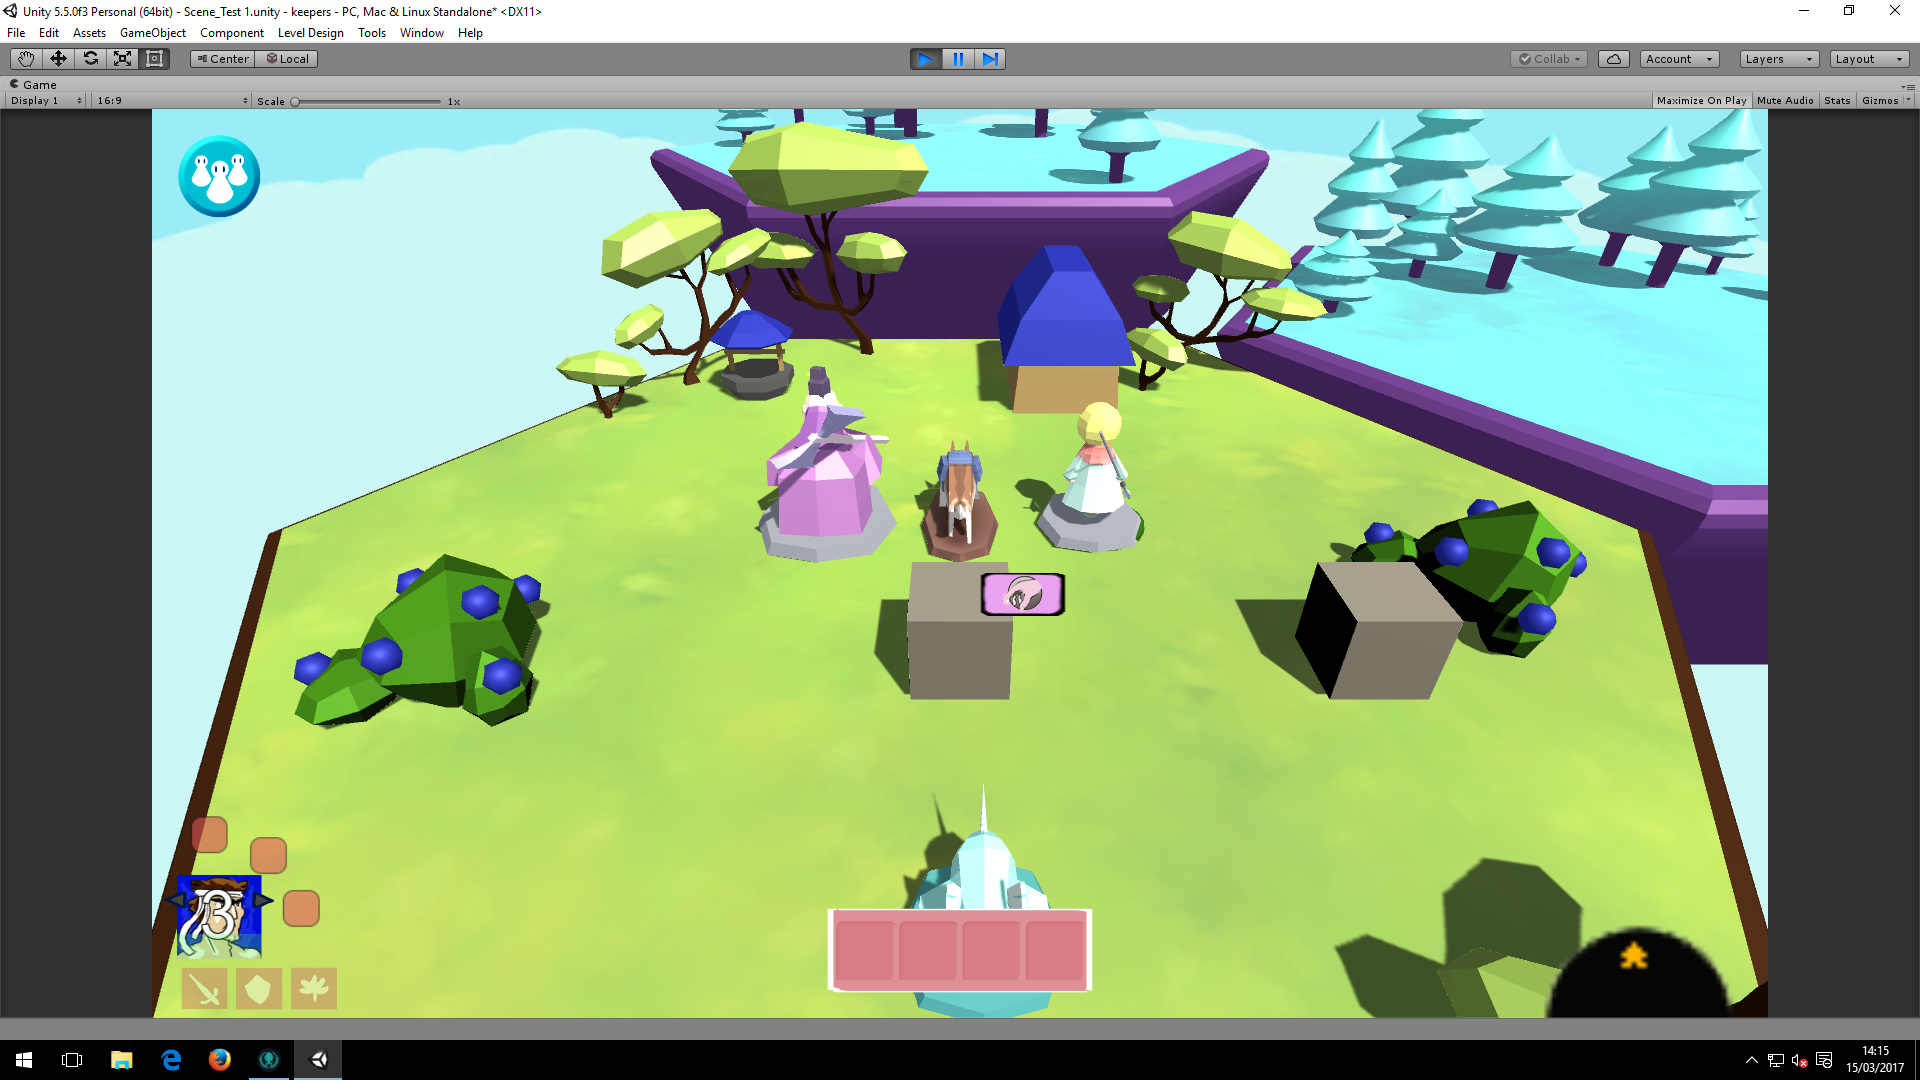 Unity 5.5.0f3 Personal (64bit) - Scene_Test 1.unity - keepers - PC, Mac & Linux Standalone* <DX11>
File Edit Assets GameObject Component Level Design Tools Window Help
Center Local Collab Account Layers Layout
Game
Display 1 16:9 Scale 1x Maximize On Play Mute Audio Stats Gizmos
3
14:15
15/03/2017